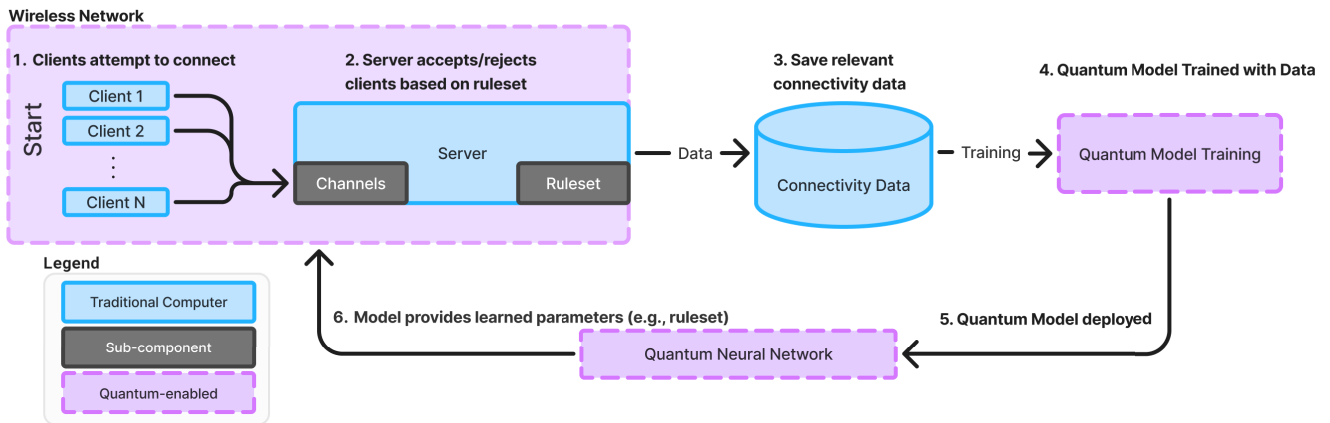 Wireless Network
1. Clients attempt to connect
2. Server accepts/rejects
clients based on ruleset
3. Save relevant
connectivity data
4. Quantum Model Trained with Data
Start
Client 1
Client 2
⋮
Client N
Server
Channels
Ruleset
Data
Connectivity Data
Training
Quantum Model Training
Legend
Traditional Computer
Sub-component
Quantum-enabled
6. Model provides learned parameters (e.g., ruleset)
5. Quantum Model deployed
Quantum Neural Network